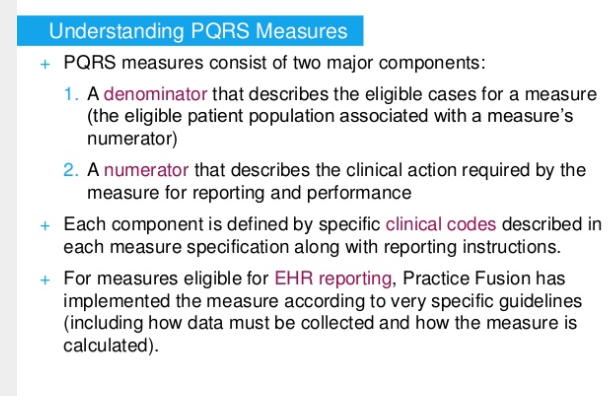 Understanding PQRS Measures
+ PQRS measures consist of two major components:
1. A denominator that describes the eligible cases for a measure
(the eligible patient population associated with a measure's
numerator)
2. A numerator that describes the clinical action required by the
measure for reporting and performance
+ Each component is defined by specific clinical codes described in
each measure specification along with reporting instructions.
+ For measures eligible for EHR reporting, Practice Fusion has
implemented the measure according to very specific guidelines
(including how data must be collected and how the measure is
calculated).